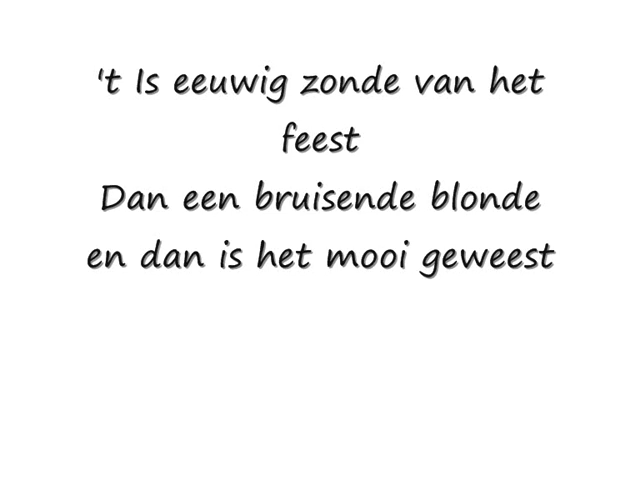 't Is eeuwig zonde van het
feest
Dan een bruisende blonde
en dan is het mooi geweest